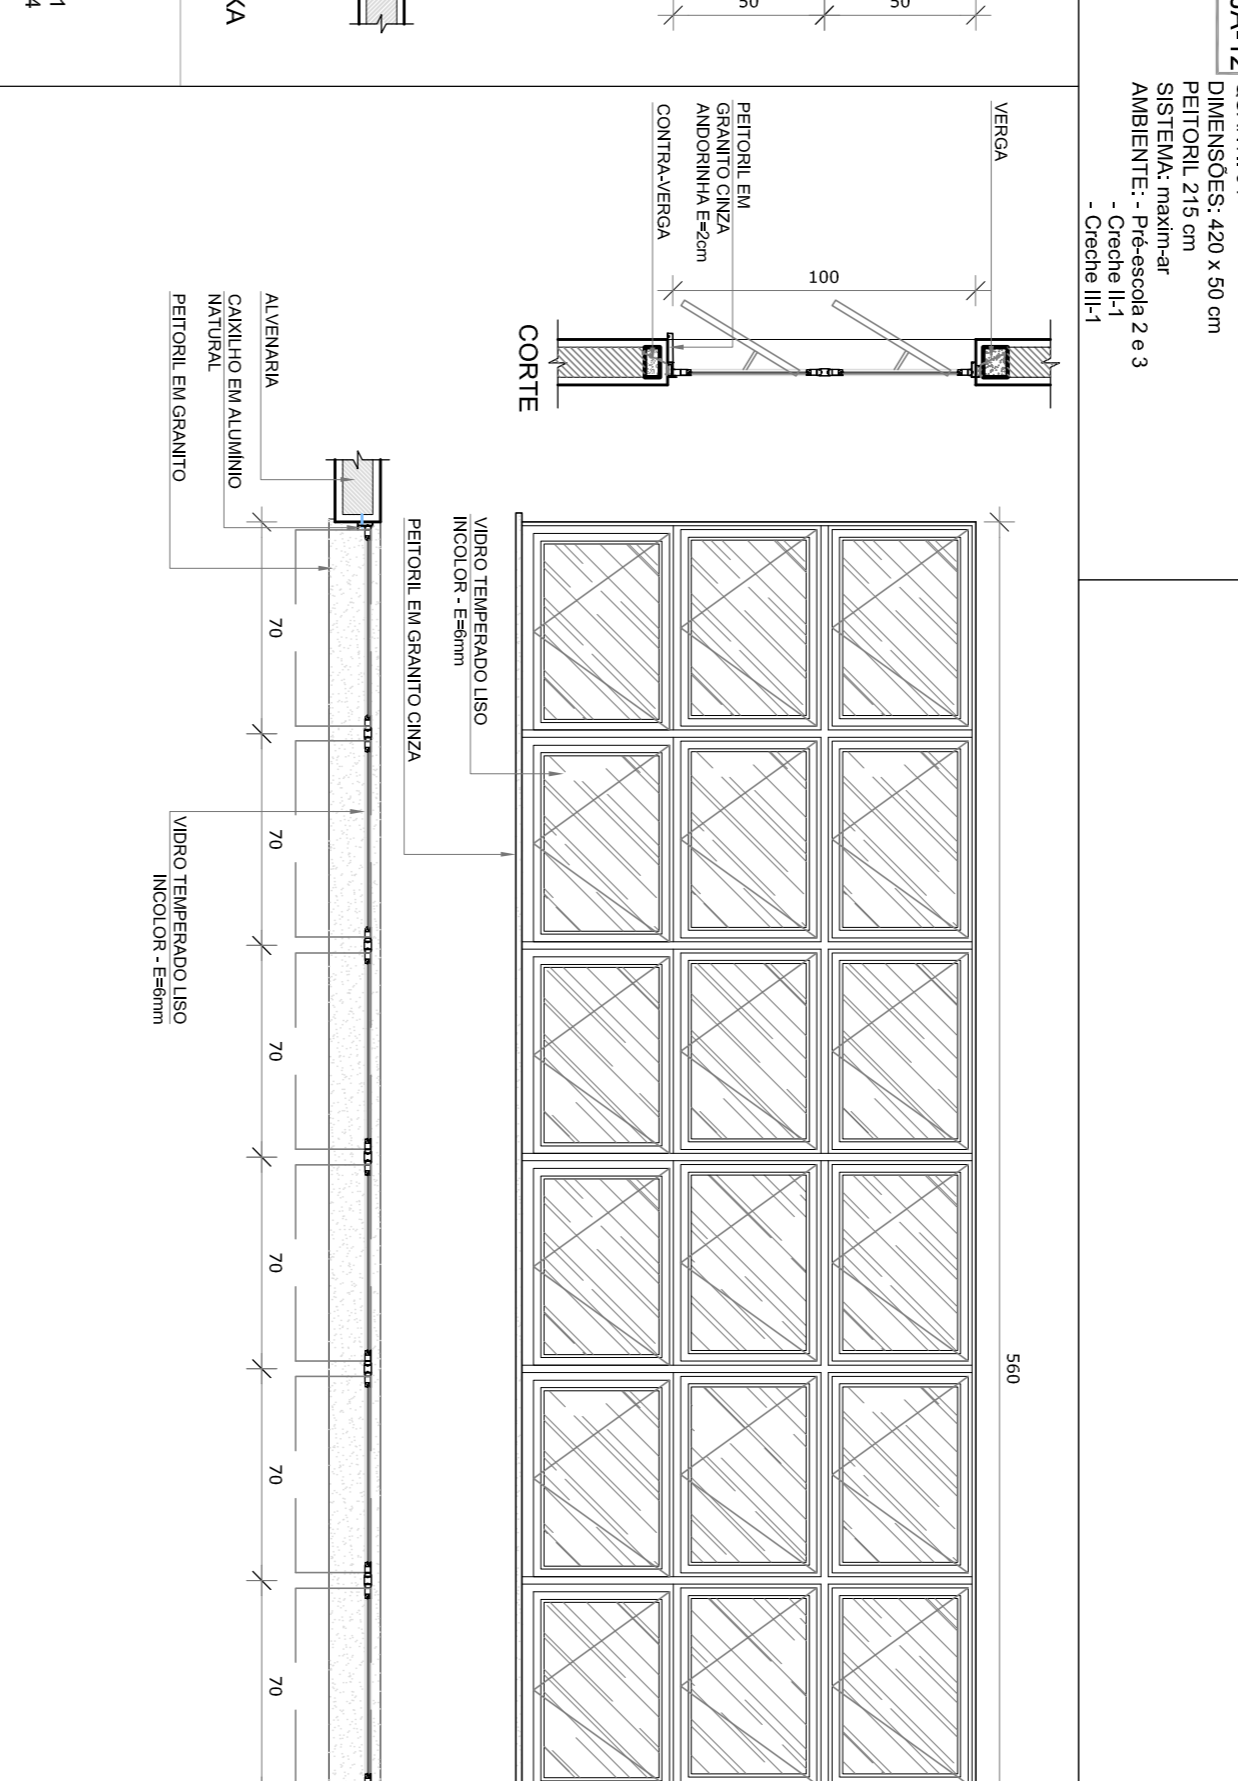 JA-12
DIMENSÕES: 420 x 50 cm
PEITORIL 215 cm
SISTEMA: maxim-ar
AMBIENTE: - Pré-escola 2 e 3
- Creche II-1
- Creche III-1
50
50
VERGA
PEITORIL EM
GRANITO CINZA
ANDORINHA E=2cm
CONTRA-VERGA
100
CORTE
560
VIDRO TEMPERADO LISO
INCOLOR - E=6mm
PEITORIL EM GRANITO CINZA
ALVENARIA
CAIXILHO EM ALUMÍNIO
NATURAL
PEITORIL EM GRANITO
70
70
70
70
70
70
VIDRO TEMPERADO LISO
INCOLOR - E=6mm